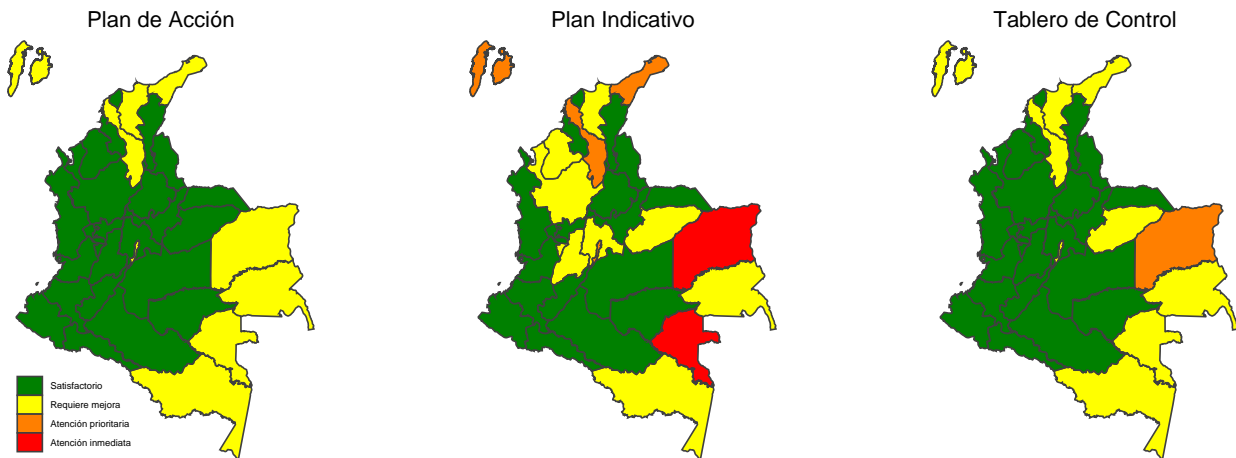 Plan de Acción
Plan Indicativo
Tablero de Control
Satisfactorio
Requiere mejora
Atención prioritaria
Atención inmediata